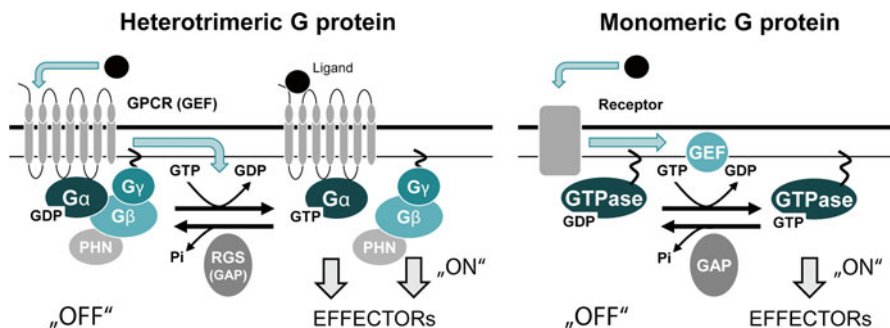 Heterotrimeric G protein
Ligand
GPCR (GEF)
GTP
GDP
Gα
GDP
Gγ
Gβ
PHN
Pi
RGS
(GAP)
Gα
GTP
Gγ
Gβ
PHN
„ON“
„OFF“
EFFECTORs
Monomeric G protein
Receptor
GEF
GTP
GDP
GTPase
GDP
GTPase
GTP
Pi
GAP
„ON“
„OFF“
EFFECTORs